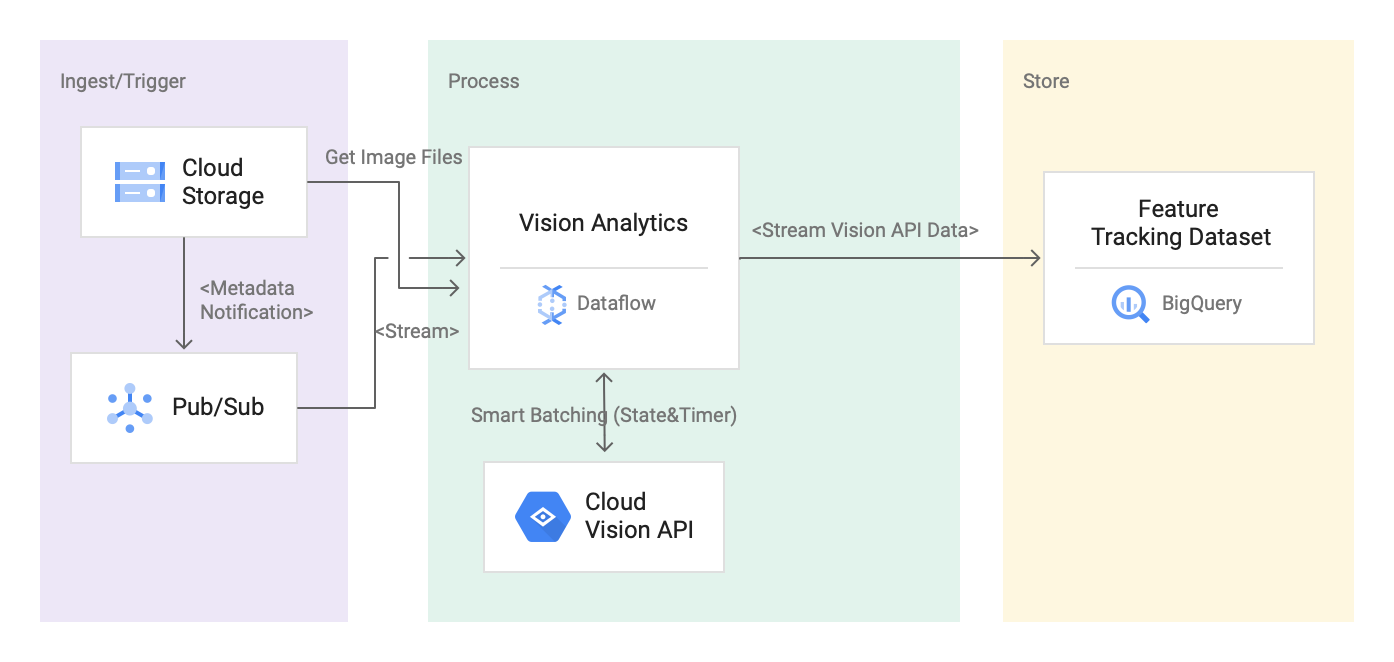 Ingest/Trigger
Cloud
Storage
<Metadata
Notification>
Pub/Sub
Get Image Files
<Stream>
Process
Vision Analytics
Dataflow
Smart Batching (State&Timer)
Cloud
Vision API
<Stream Vision API Data>
Store
Feature
Tracking Dataset
BigQuery